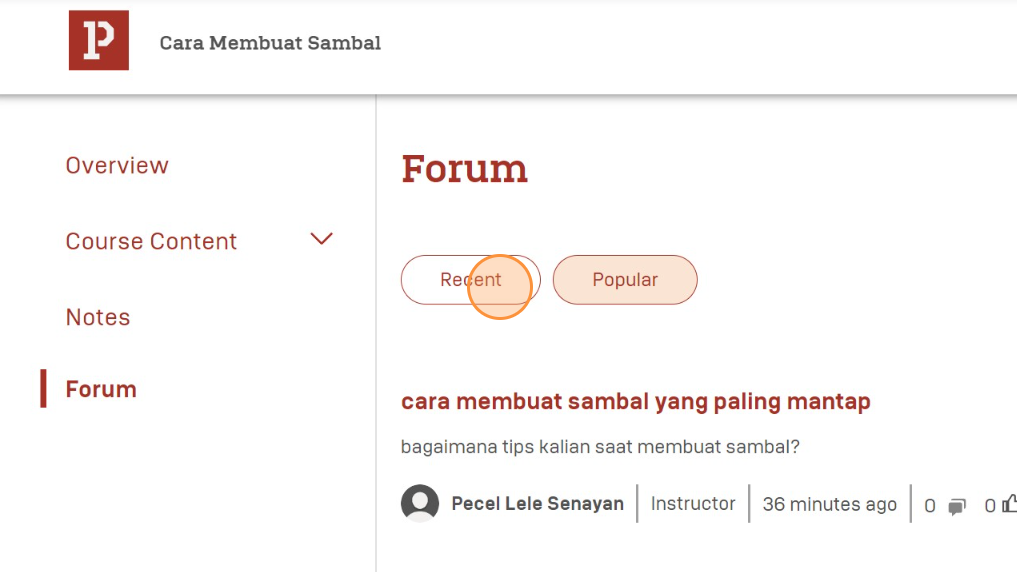 P
Cara Membuat Sambal
Overview
Course Content
Notes
Forum
Forum
Recent
Popular
cara membuat sambal yang paling mantap
bagaimana tips kalian saat membuat sambal?
Pecel Lele Senayan | Instructor | 36 minutes ago | 0 0